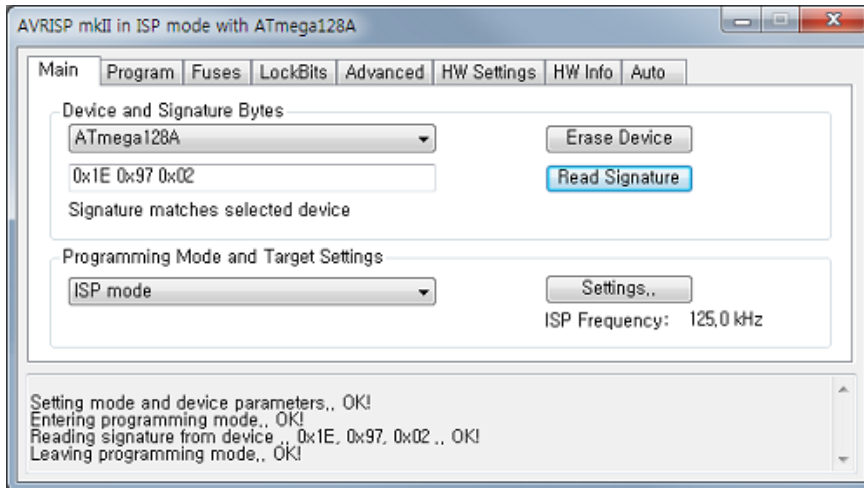 AVRISP mkII in ISP mode with ATmega128A
Main Program Fuses LockBits Advanced HW Settings HW Info Auto
Device and Signature Bytes
ATmega128A Erase Device
0x1E 0x97 0x02 Read Signature
Signature matches selected device
Programming Mode and Target Settings
ISP mode Settings,,
ISP Frequency: 125,0 kHz
Setting mode and device parameters,, OK!
Entering programming mode,, OK!
Reading signature from device ,, 0x1E, 0x97, 0x02 ,, OK!
Leaving programming mode,, OK!